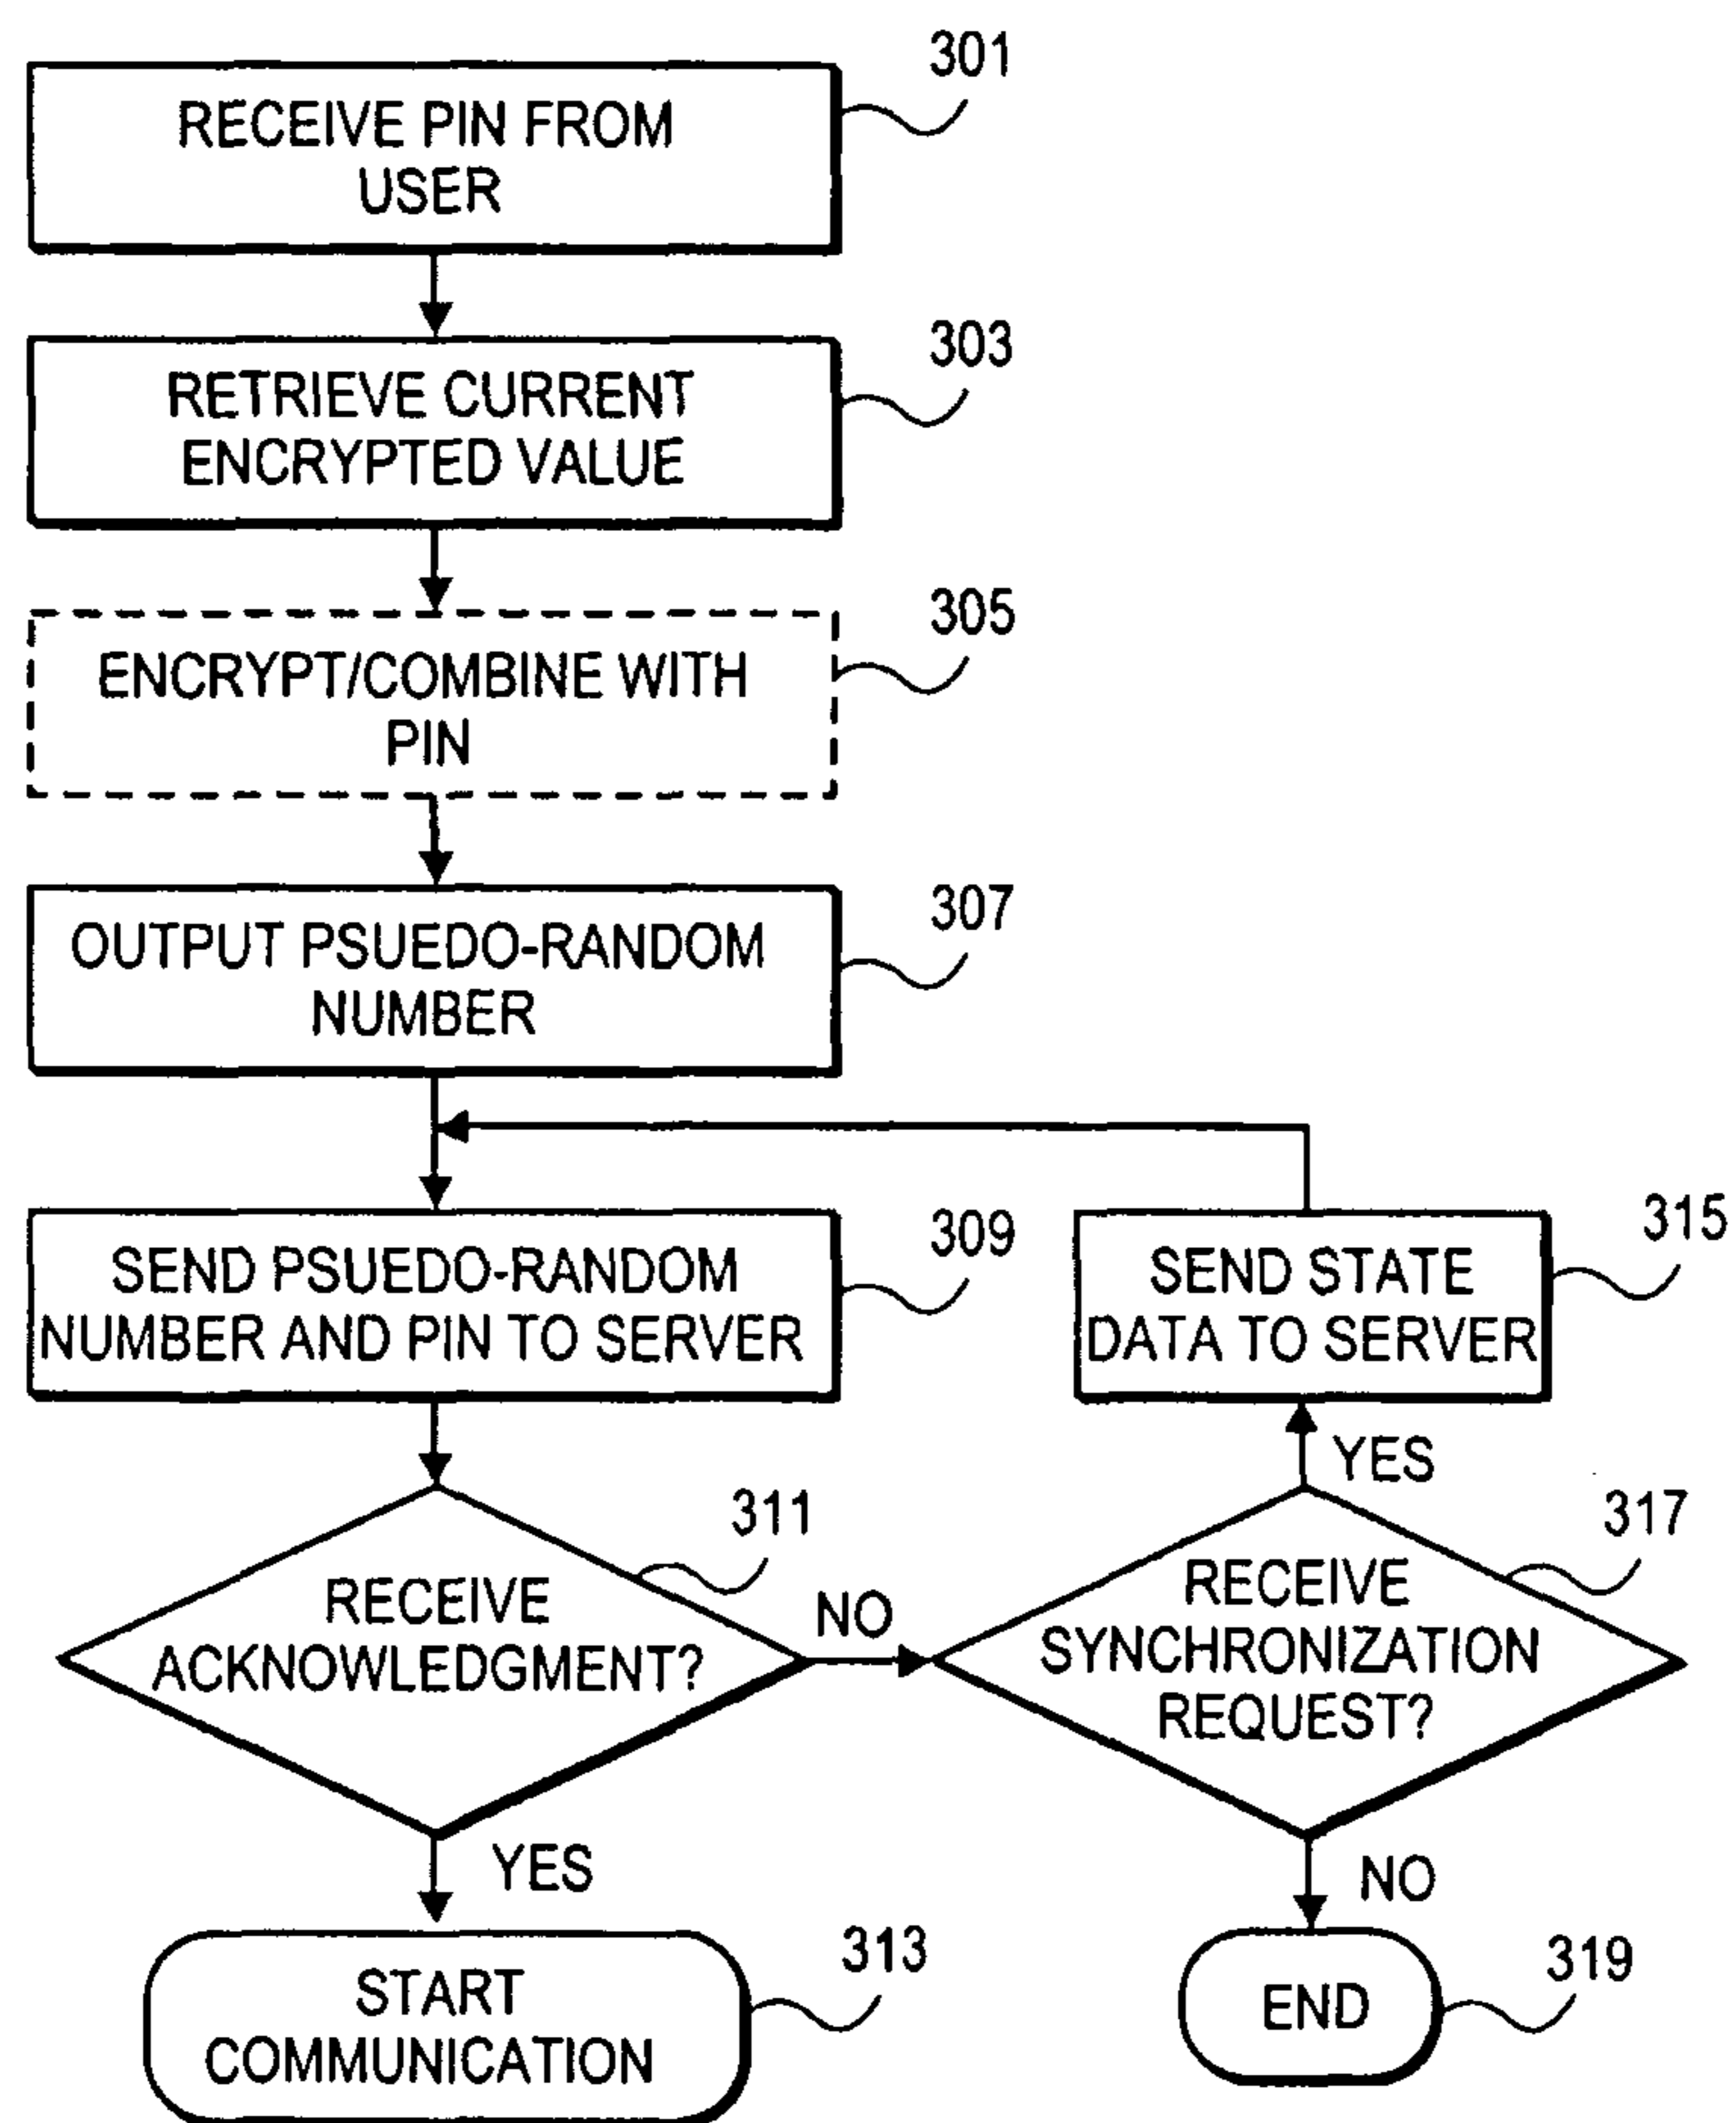 301
RECEIVE PIN FROM
USER
303
RETRIEVE CURRENT
ENCRYPTED VALUE
305
ENCRYPT/COMBINE WITH
PIN
307
OUTPUT PSUEDO-RANDOM
NUMBER
309
SEND PSUEDO-RANDOM
NUMBER AND PIN TO SERVER
315
SEND STATE
DATA TO SERVER
YES
311
RECEIVE
ACKNOWLEDGMENT?
NO
317
RECEIVE
SYNCHRONIZATION
REQUEST?
YES
NO
313
START
COMMUNICATION
319
END